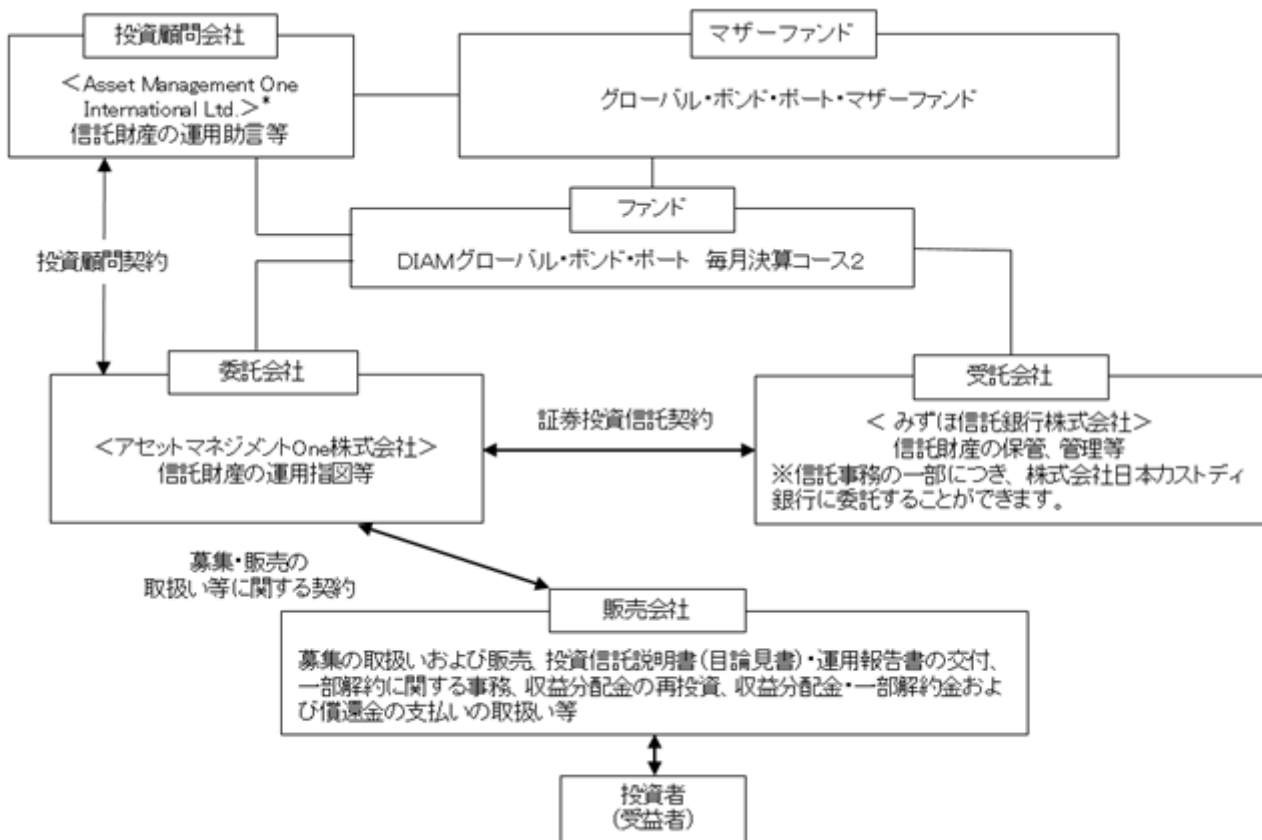 投資顧問会社
＜Asset Management One
International Ltd.＞*
信託財産の運用助言等
マザーファンド
グローバル・ボンド・ポート・マザーファンド
ファンド
DIAMグローバル・ボンド・ポート　毎月決算コース2
投資顧問契約
委託会社
＜アセットマネジメントOne株式会社＞
信託財産の運用指図等
証券投資信託契約
受託会社
＜ みずほ信託銀行株式会社＞
信託財産の保管、管理等
※信託事務の一部につき、株式会社日本カストディ
銀行に委託することができます。
募集・販売の
取扱い等に関する契約
販売会社
募集の取扱いおよび販売、投資信託説明書（目論見書）・運用報告書の交付、
一部解約に関する事務、収益分配金の再投資、収益分配金・一部解約金およ
び償還金の支払いの取扱い等
投資者
（受益者）